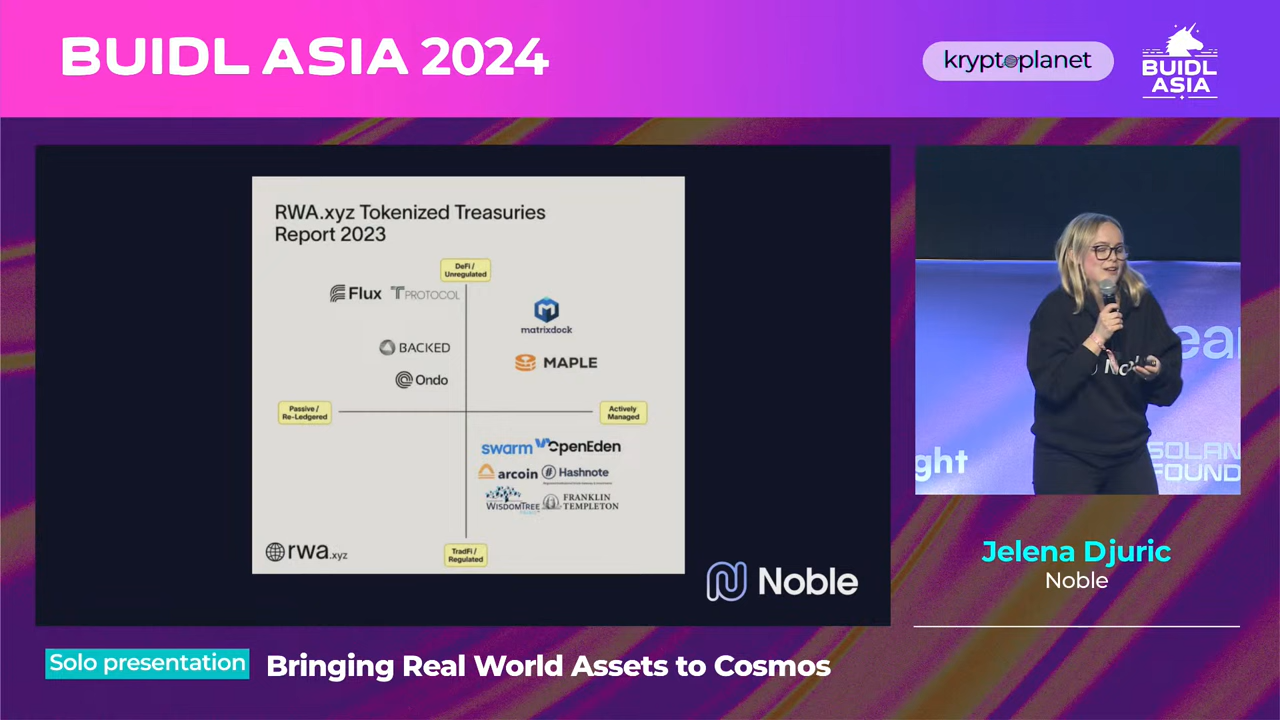 BUIDL ASIA 2024
kryptoplanet
BUIDL
ASIA
RWA.xyz Tokenized Treasuries
Report 2023
DeFi /
Unregulated
Flux
TPROTOCOL
matrixdock
BACKED
MAPLE
Ondo
Passive /
Re-Ledgered
Actively
Managed
swarm
OpenEden
arcoin
Hashnote
WISDOMTREE
FRANKLIN
TEMPLETON
rwa.xyz
TradFi /
Regulated
Noble
ear
ght
SOLAN
FOUND
Jelena Djuric
Noble
Solo presentation
Bringing Real World Assets to Cosmos